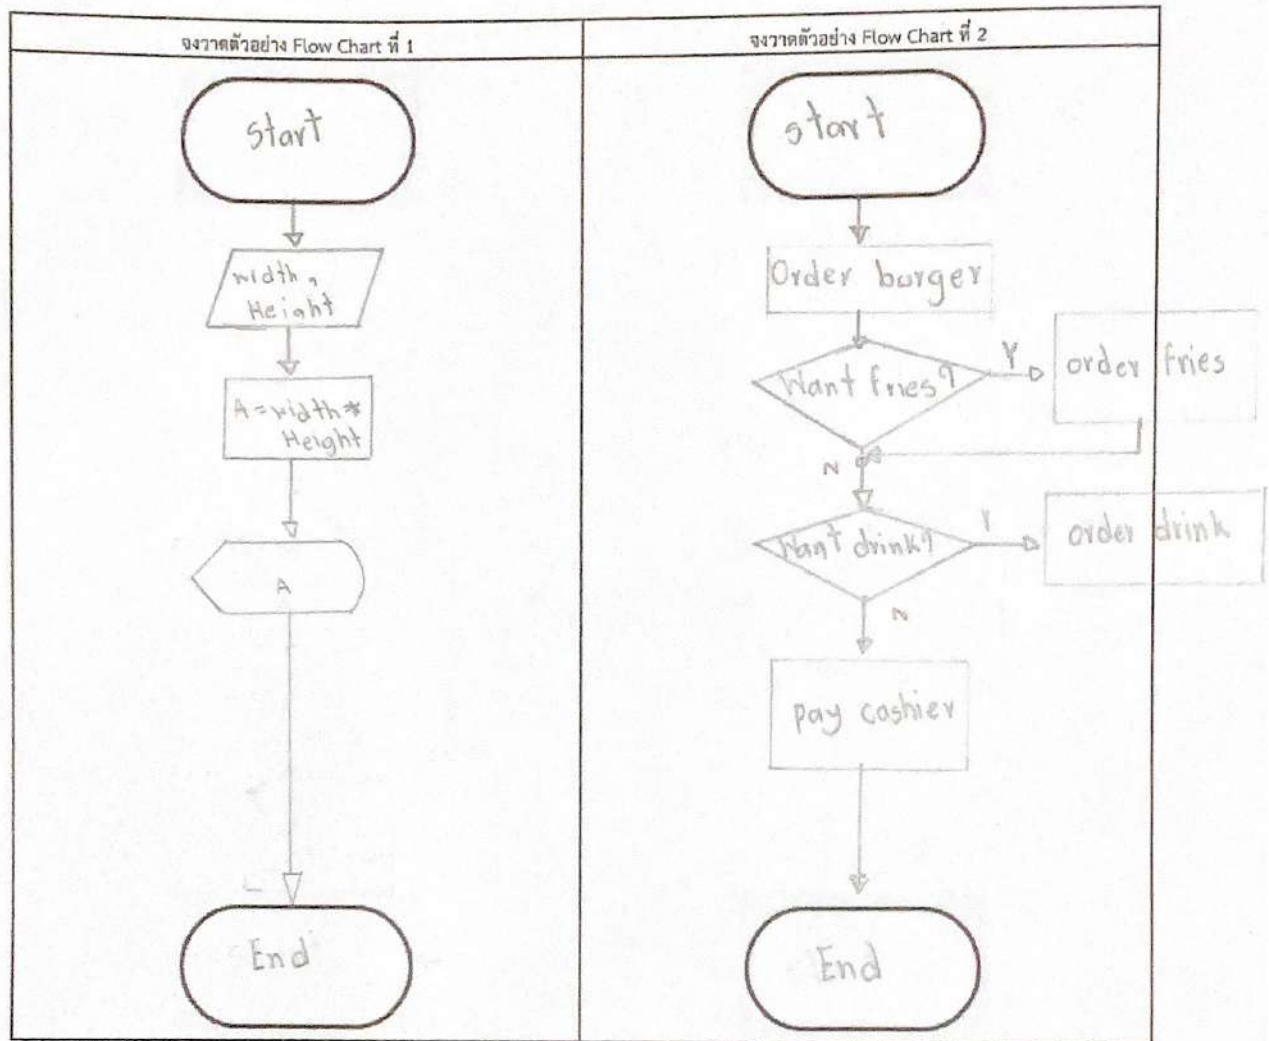 จงวาดตัวอย่าง Flow Chart ที่ 1
Start
width,
Height
A = width *
Height
A
End
จงวาดตัวอย่าง Flow Chart ที่ 2
start
Order burger
Want fries?
Y
order fries
N
Want drink?
Y
order drink
N
pay cashier
End